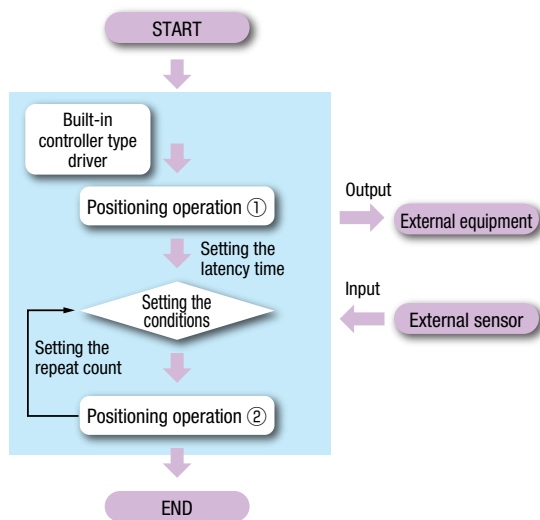 START
Built-in
controller type
driver
Positioning operation ①
Output
External equipment
Setting the
latency time
Setting the
conditions
Input
External sensor
Setting the
repeat count
Positioning operation ②
END